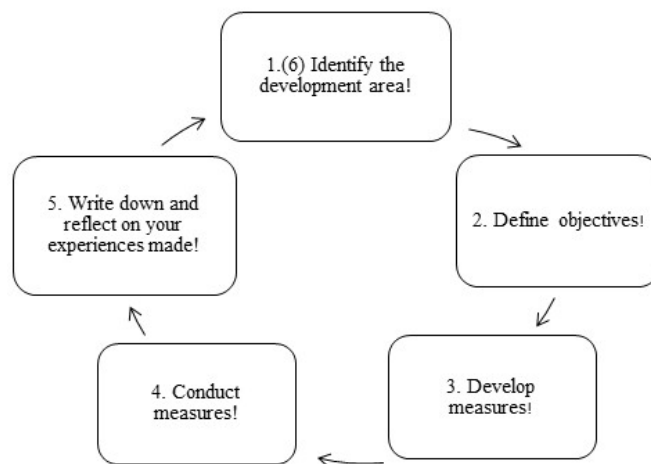 1.(6) Identify the
development area!
2. Define objectives!
3. Develop
measures!
4. Conduct
measures!
5. Write down and
reflect on your
experiences made!